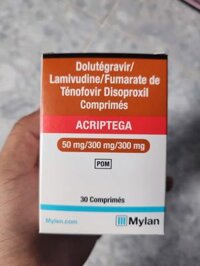 Dolutégravir/
Lamivudine/Fumarate de
Ténofovir Disoproxil
Comprimés
ACRIPTEGA
50 mg/300 mg/300 mg
POM
30 Comprimés
Mylan.com
Mylan